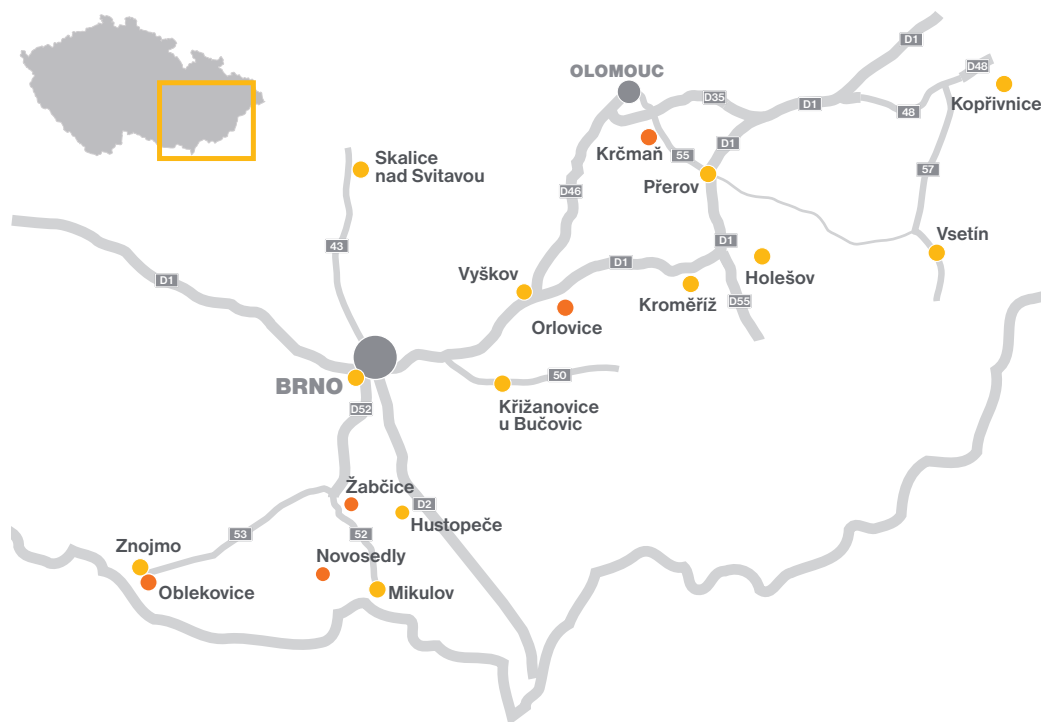 D1
D48
OLOMOUC
D35
D1
48
Kopřivnice
Krčmaň
55
D1
Skalice
nad Svitavou
57
Přerov
D46
Vsetín
43
D1
D1
Holešov
D1
Vyškov
Kroměříž
D55
Orlovice
BRNO
50
D52
Křižanovice
u Bučovic
Žabčice
D2
Hustopeče
53
52
Znojmo
Novosedly
Oblekovice
Mikulov